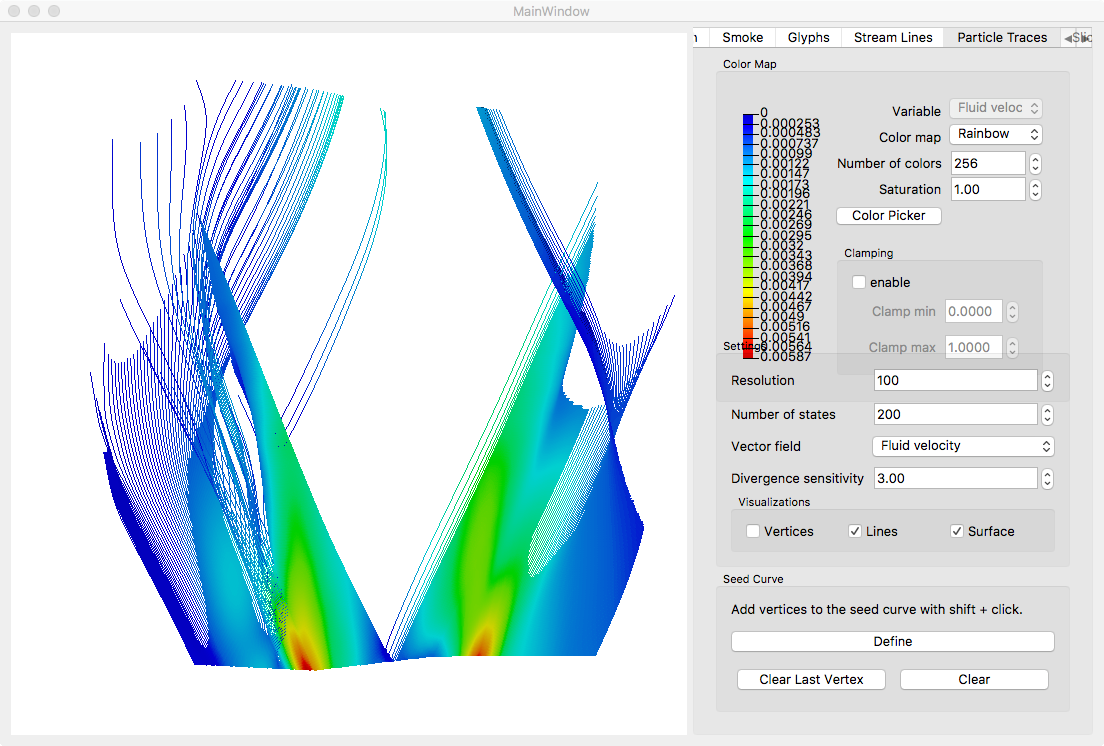 MainWindow
Smoke Glyphs Stream Lines Particle Traces
Color Map
0
0.000253
0.000483
0.000737
0.00099
0.00122
0.00147
0.00173
0.00196
0.00221
0.00246
0.00269
0.00295
0.0032
0.00343
0.00368
0.00394
0.00417
0.00442
0.00467
0.0049
0.00516
0.00541
0.00564
0.00587
Variable Fluid veloc
Color map Rainbow
Number of colors 256
Saturation 1.00
Color Picker
Clamping
enable
Clamp min 0.0000
Clamp max 1.0000
Settings
Resolution 100
Number of states 200
Vector field Fluid velocity
Divergence sensitivity 3.00
Visualizations
Vertices Lines Surface
Seed Curve
Add vertices to the seed curve with shift + click.
Define
Clear Last Vertex Clear